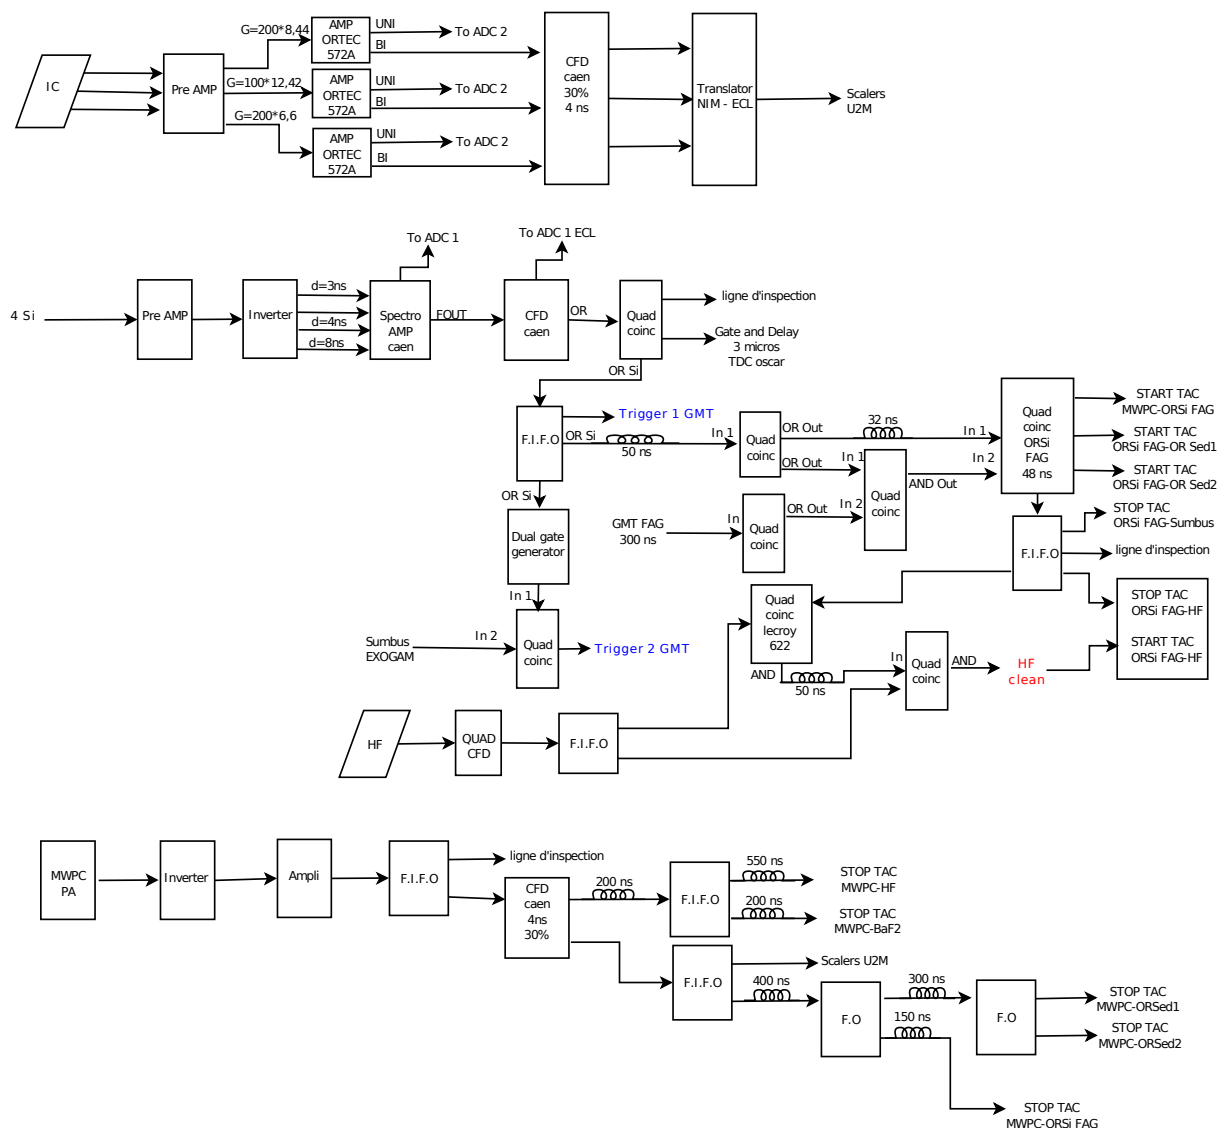 G=200*8,44
AMP
ORTEC
572A
UNI
To ADC 2
BI
IC
Pre AMP
G=100*12,42
AMP
ORTEC
572A
UNI
To ADC 2
BI
G=200*6,6
AMP
ORTEC
572A
UNI
To ADC 2
BI
CFD
caen
30%
4 ns
Translator
NIM - ECL
Scalers
U2M
To ADC 1
To ADC 1 ECL
4 Si
Pre AMP
Inverter
d=3ns
d=4ns
d=8ns
Spectro
AMP
caen
FOUT
CFD
caen
OR
Quad
coinc
ligne d'inspection
Gate and Delay
3 micros
TDC oscar
OR Si
F.I.F.O
Trigger 1 GMT
OR Si
50 ns
In 1
Quad
coinc
OR Out
32 ns
In 1
OR Out
In 1
In 2
Quad
coinc
AND Out
In 2
Quad
coinc
ORSi
FAG
48 ns
START TAC
MWPC-ORSi FAG
START TAC
ORSi FAG-OR Sed1
START TAC
ORSi FAG-OR Sed2
OR Si
GMT FAG
300 ns
In
Quad
coinc
OR Out
Dual gate
generator
In 1
F.I.F.O
STOP TAC
ORSi FAG-Sumbus
ligne d'inspection
STOP TAC
ORSi FAG-HF
START TAC
ORSi FAG-HF
Sumbus
EXOGAM
In 2
Quad
coinc
Trigger 2 GMT
Quad
coinc
lecroy
622
AND
50 ns
In
Quad
coinc
AND
HF
clean
HF
QUAD
CFD
F.I.F.O
MWPC
PA
Inverter
Ampli
F.I.F.O
ligne d'inspection
CFD
caen
4ns
30%
200 ns
F.I.F.O
550 ns
STOP TAC
MWPC-HF
200 ns
STOP TAC
MWPC-BaF2
F.I.F.O
Scalers U2M
400 ns
F.O
300 ns
150 ns
F.O
STOP TAC
MWPC-ORSed1
STOP TAC
MWPC-ORSed2
STOP TAC
MWPC-ORSi FAG